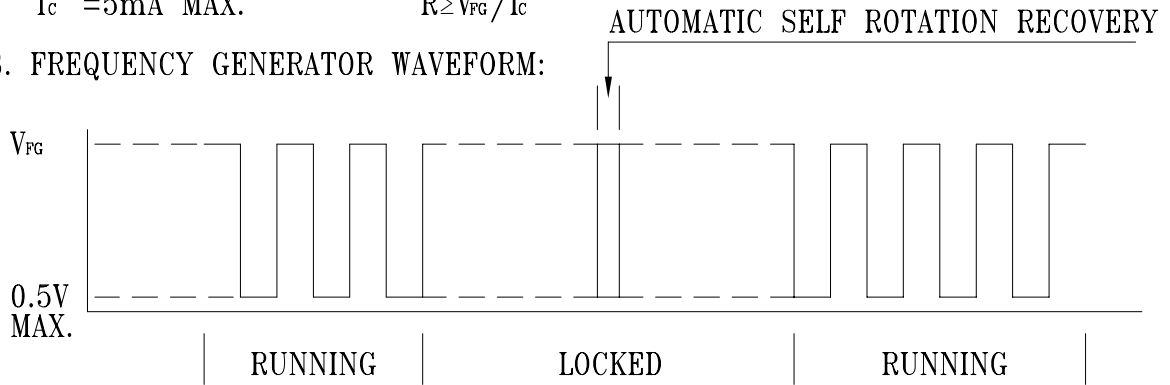 Ic =5mA MAX. R≥VFG/Ic
AUTOMATIC SELF ROTATION RECOVERY
. FREQUENCY GENERATOR WAVEFORM:
VFG
0.5V
MAX.
RUNNING LOCKED RUNNING